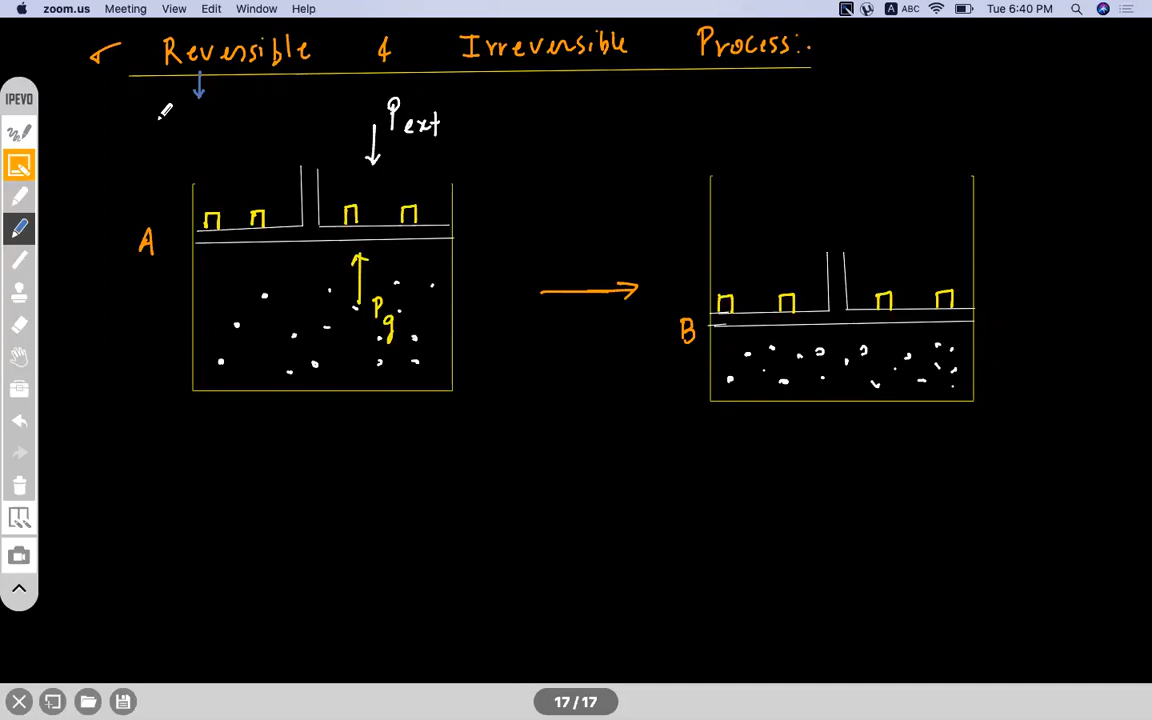 zoom.us Meeting View Edit Window Help A ABC Tue 6:40 PM
Reversible & Irreversible Process:.
IPEVO
Pext
A
Pg
B
17/17